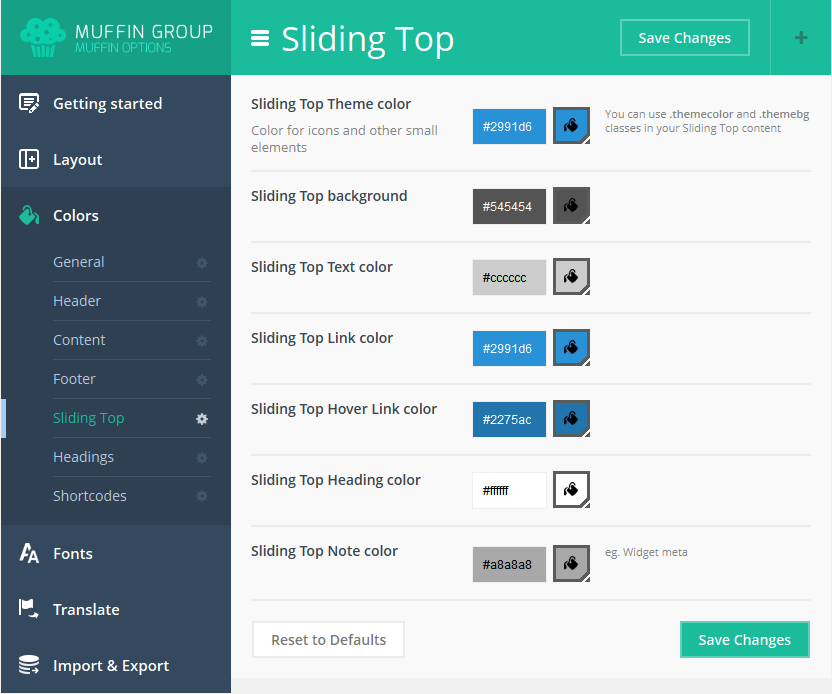 MUFFIN GROUP
MUFFIN OPTIONS
Sliding Top
Save Changes
+
Getting started
Layout
Colors
General
Header
Content
Footer
Sliding Top
Headings
Shortcodes
Fonts
Translate
Import & Export
Sliding Top Theme color
Color for icons and other small
elements
#2991d6
You can use .themecolor and .themebg
classes in your Sliding Top content
Sliding Top background
#545454
Sliding Top Text color
#cccccc
Sliding Top Link color
#2991d6
Sliding Top Hover Link color
#2275ac
Sliding Top Heading color
#ffffff
Sliding Top Note color
#a8a8a8
eg. Widget meta
Reset to Defaults
Save Changes